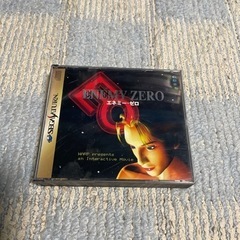 ENEMY ZERO
エネミー・ゼロ
SEGA SATURN
WARP presents
an Interactive Movie